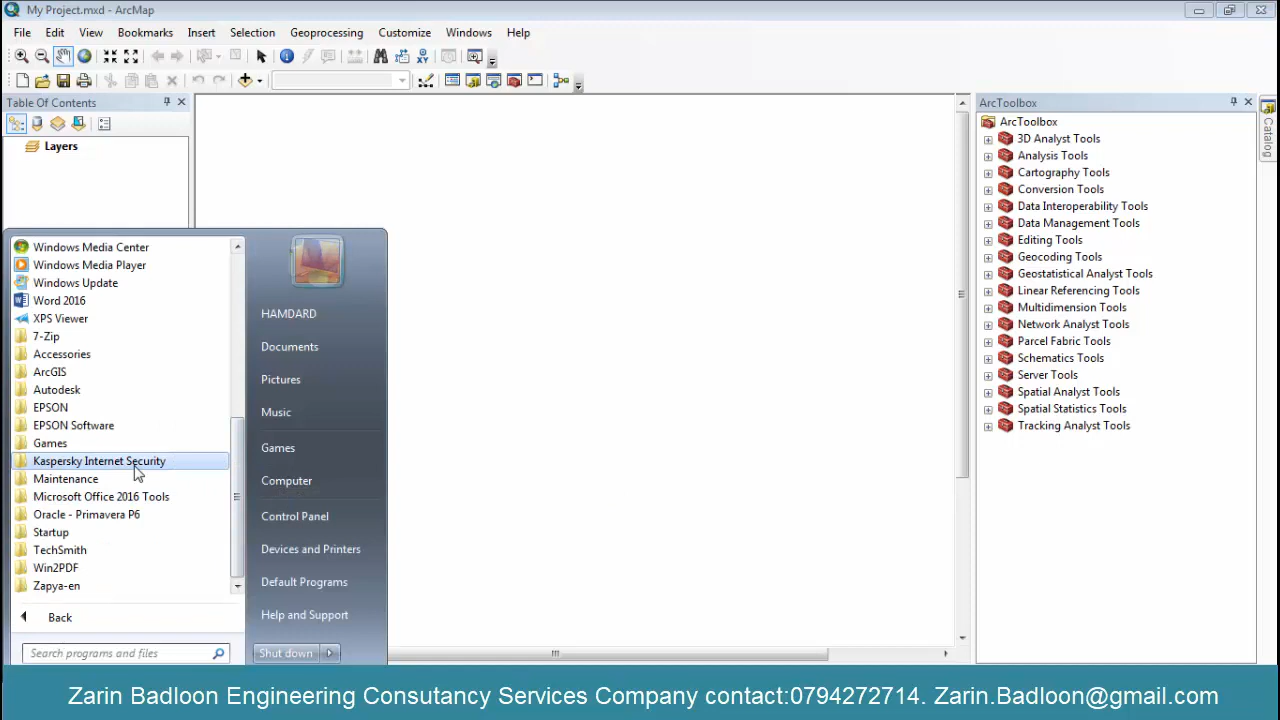 My Project.mxd - ArcMap
File Edit View Bookmarks Insert Selection Geoprocessing Customize Windows Help
Table Of Contents
Layers
ArcToolbox
ArcToolbox
3D Analyst Tools
Analysis Tools
Cartography Tools
Conversion Tools
Data Interoperability Tools
Data Management Tools
Editing Tools
Geocoding Tools
Geostatistical Analyst Tools
Linear Referencing Tools
Multidimension Tools
Network Analyst Tools
Parcel Fabric Tools
Schematics Tools
Server Tools
Spatial Analyst Tools
Spatial Statistics Tools
Tracking Analyst Tools
Catalog
Windows Media Center
Windows Media Player
Windows Update
Word 2016
XPS Viewer
7-Zip
Accessories
ArcGIS
Autodesk
EPSON
EPSON Software
Games
Kaspersky Internet Security
Maintenance
Microsoft Office 2016 Tools
Oracle - Primavera P6
Startup
TechSmith
Win2PDF
Zapya-en
Back
Search programs and files
HAMDARD
Documents
Pictures
Music
Games
Computer
Control Panel
Devices and Printers
Default Programs
Help and Support
Shut down
Zarin Badloon Engineering Consutancy Services Company contact:0794272714. Zarin.Badloon@gmail.com